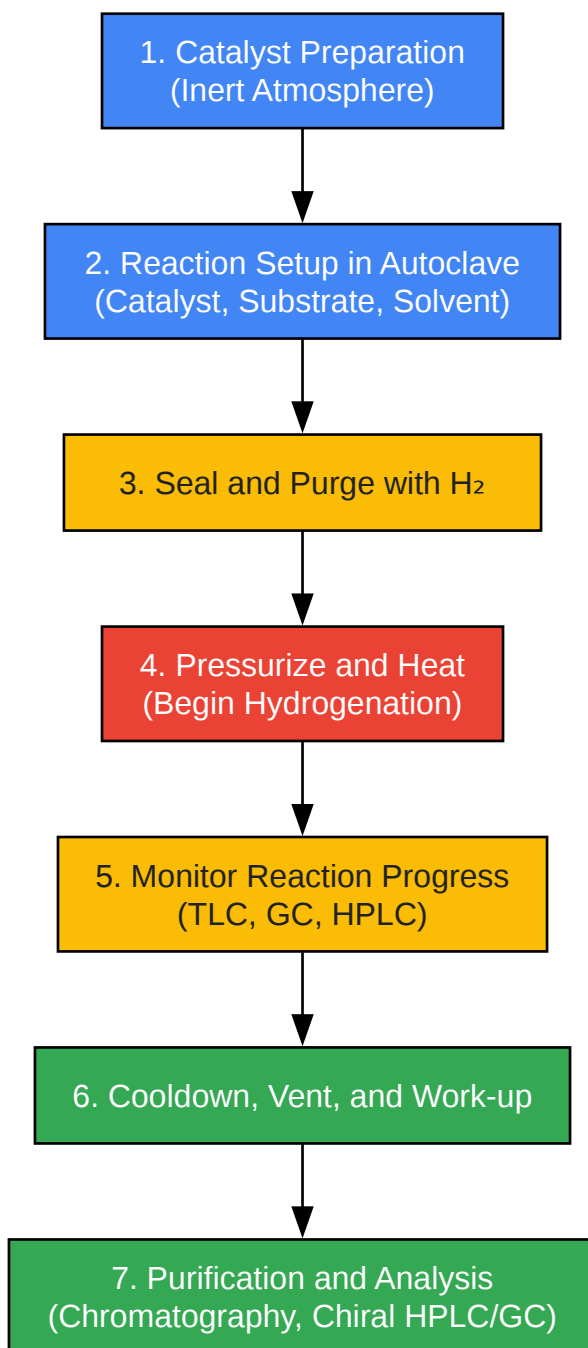 1. Catalyst Preparation
(Inert Atmosphere)
2. Reaction Setup in Autoclave
(Catalyst, Substrate, Solvent)
3. Seal and Purge with H₂
4. Pressurize and Heat
(Begin Hydrogenation)
5. Monitor Reaction Progress
(TLC, GC, HPLC)
6. Cooldown, Vent, and Work-up
7. Purification and Analysis
(Chromatography, Chiral HPLC/GC)